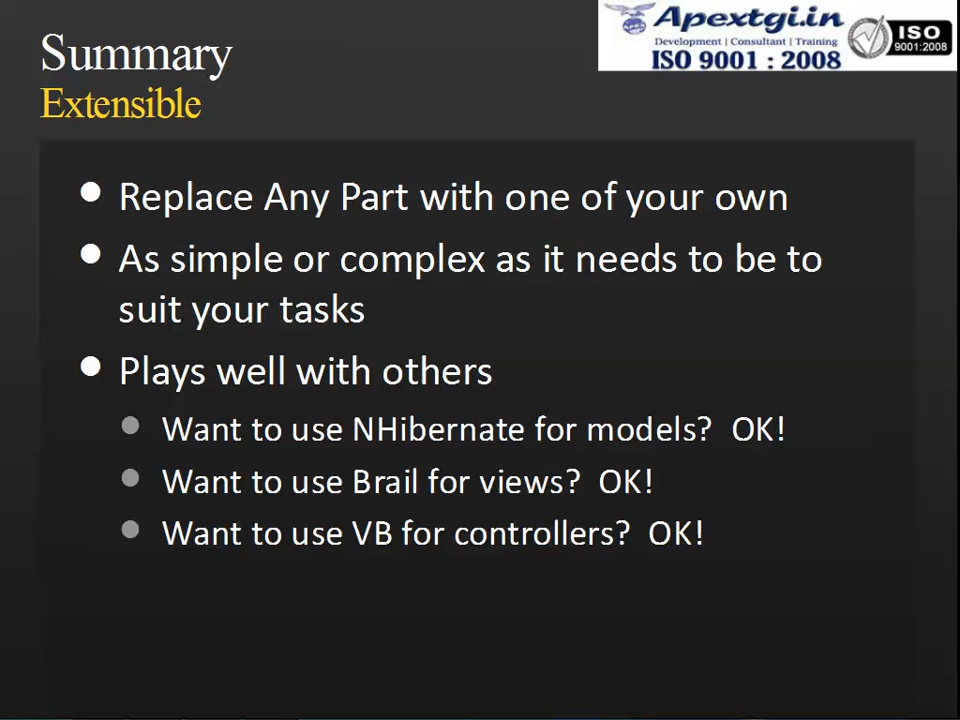 Summary
Extensible
Apextgi.in
Development | Consultant | Training
ISO 9001 : 2008
ISO
9001:2008
Replace Any Part with one of your own
As simple or complex as it needs to be to
suit your tasks
Plays well with others
Want to use NHibernate for models?  OK!
Want to use Brail for views?  OK!
Want to use VB for controllers?  OK!